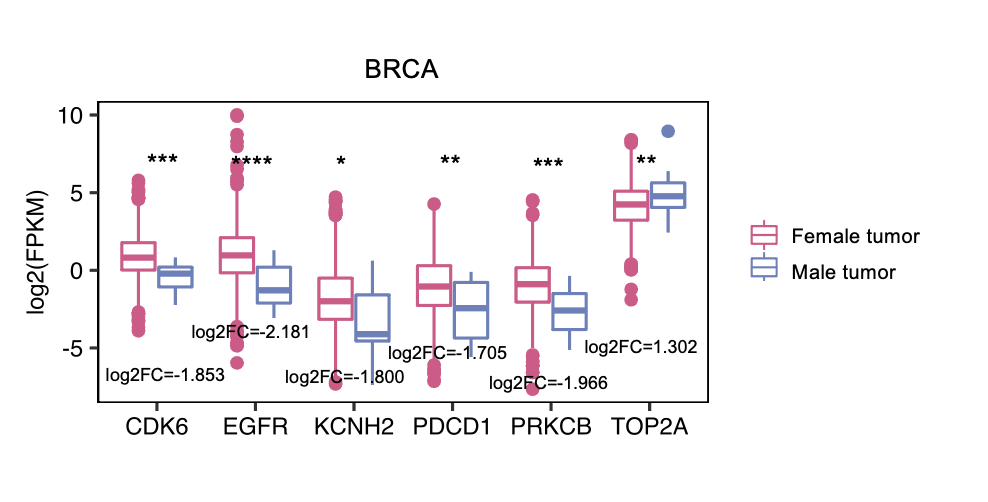 BRCA
log2(FPKM)
10
5
0
-5
*** **** * ** *** **
log2FC=-1.853
log2FC=-2.181
log2FC=-1.800
log2FC=-1.705
log2FC=-1.966
log2FC=1.302
CDK6 EGFR KCNH2 PDCD1 PRKCB TOP2A
Female tumor
Male tumor